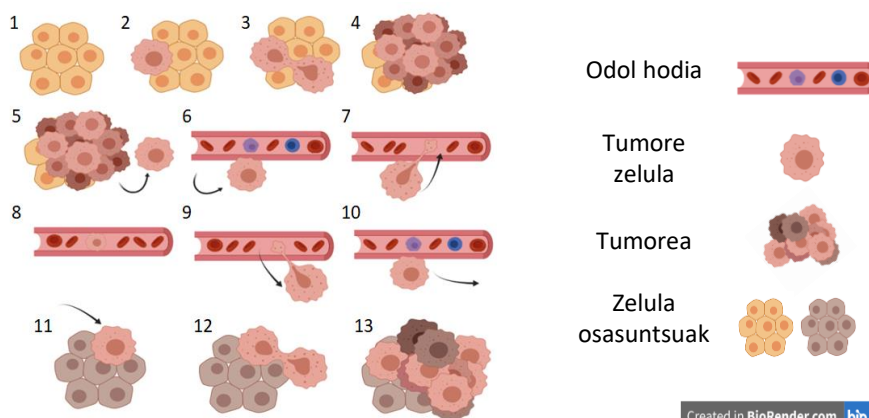 1
2
3
4
5
6
7
8
9
10
11
12
13
Odol hodia
Tumore
zelula
Tumorea
Zelula
osasuntsuak
Created in BioRender.com bio